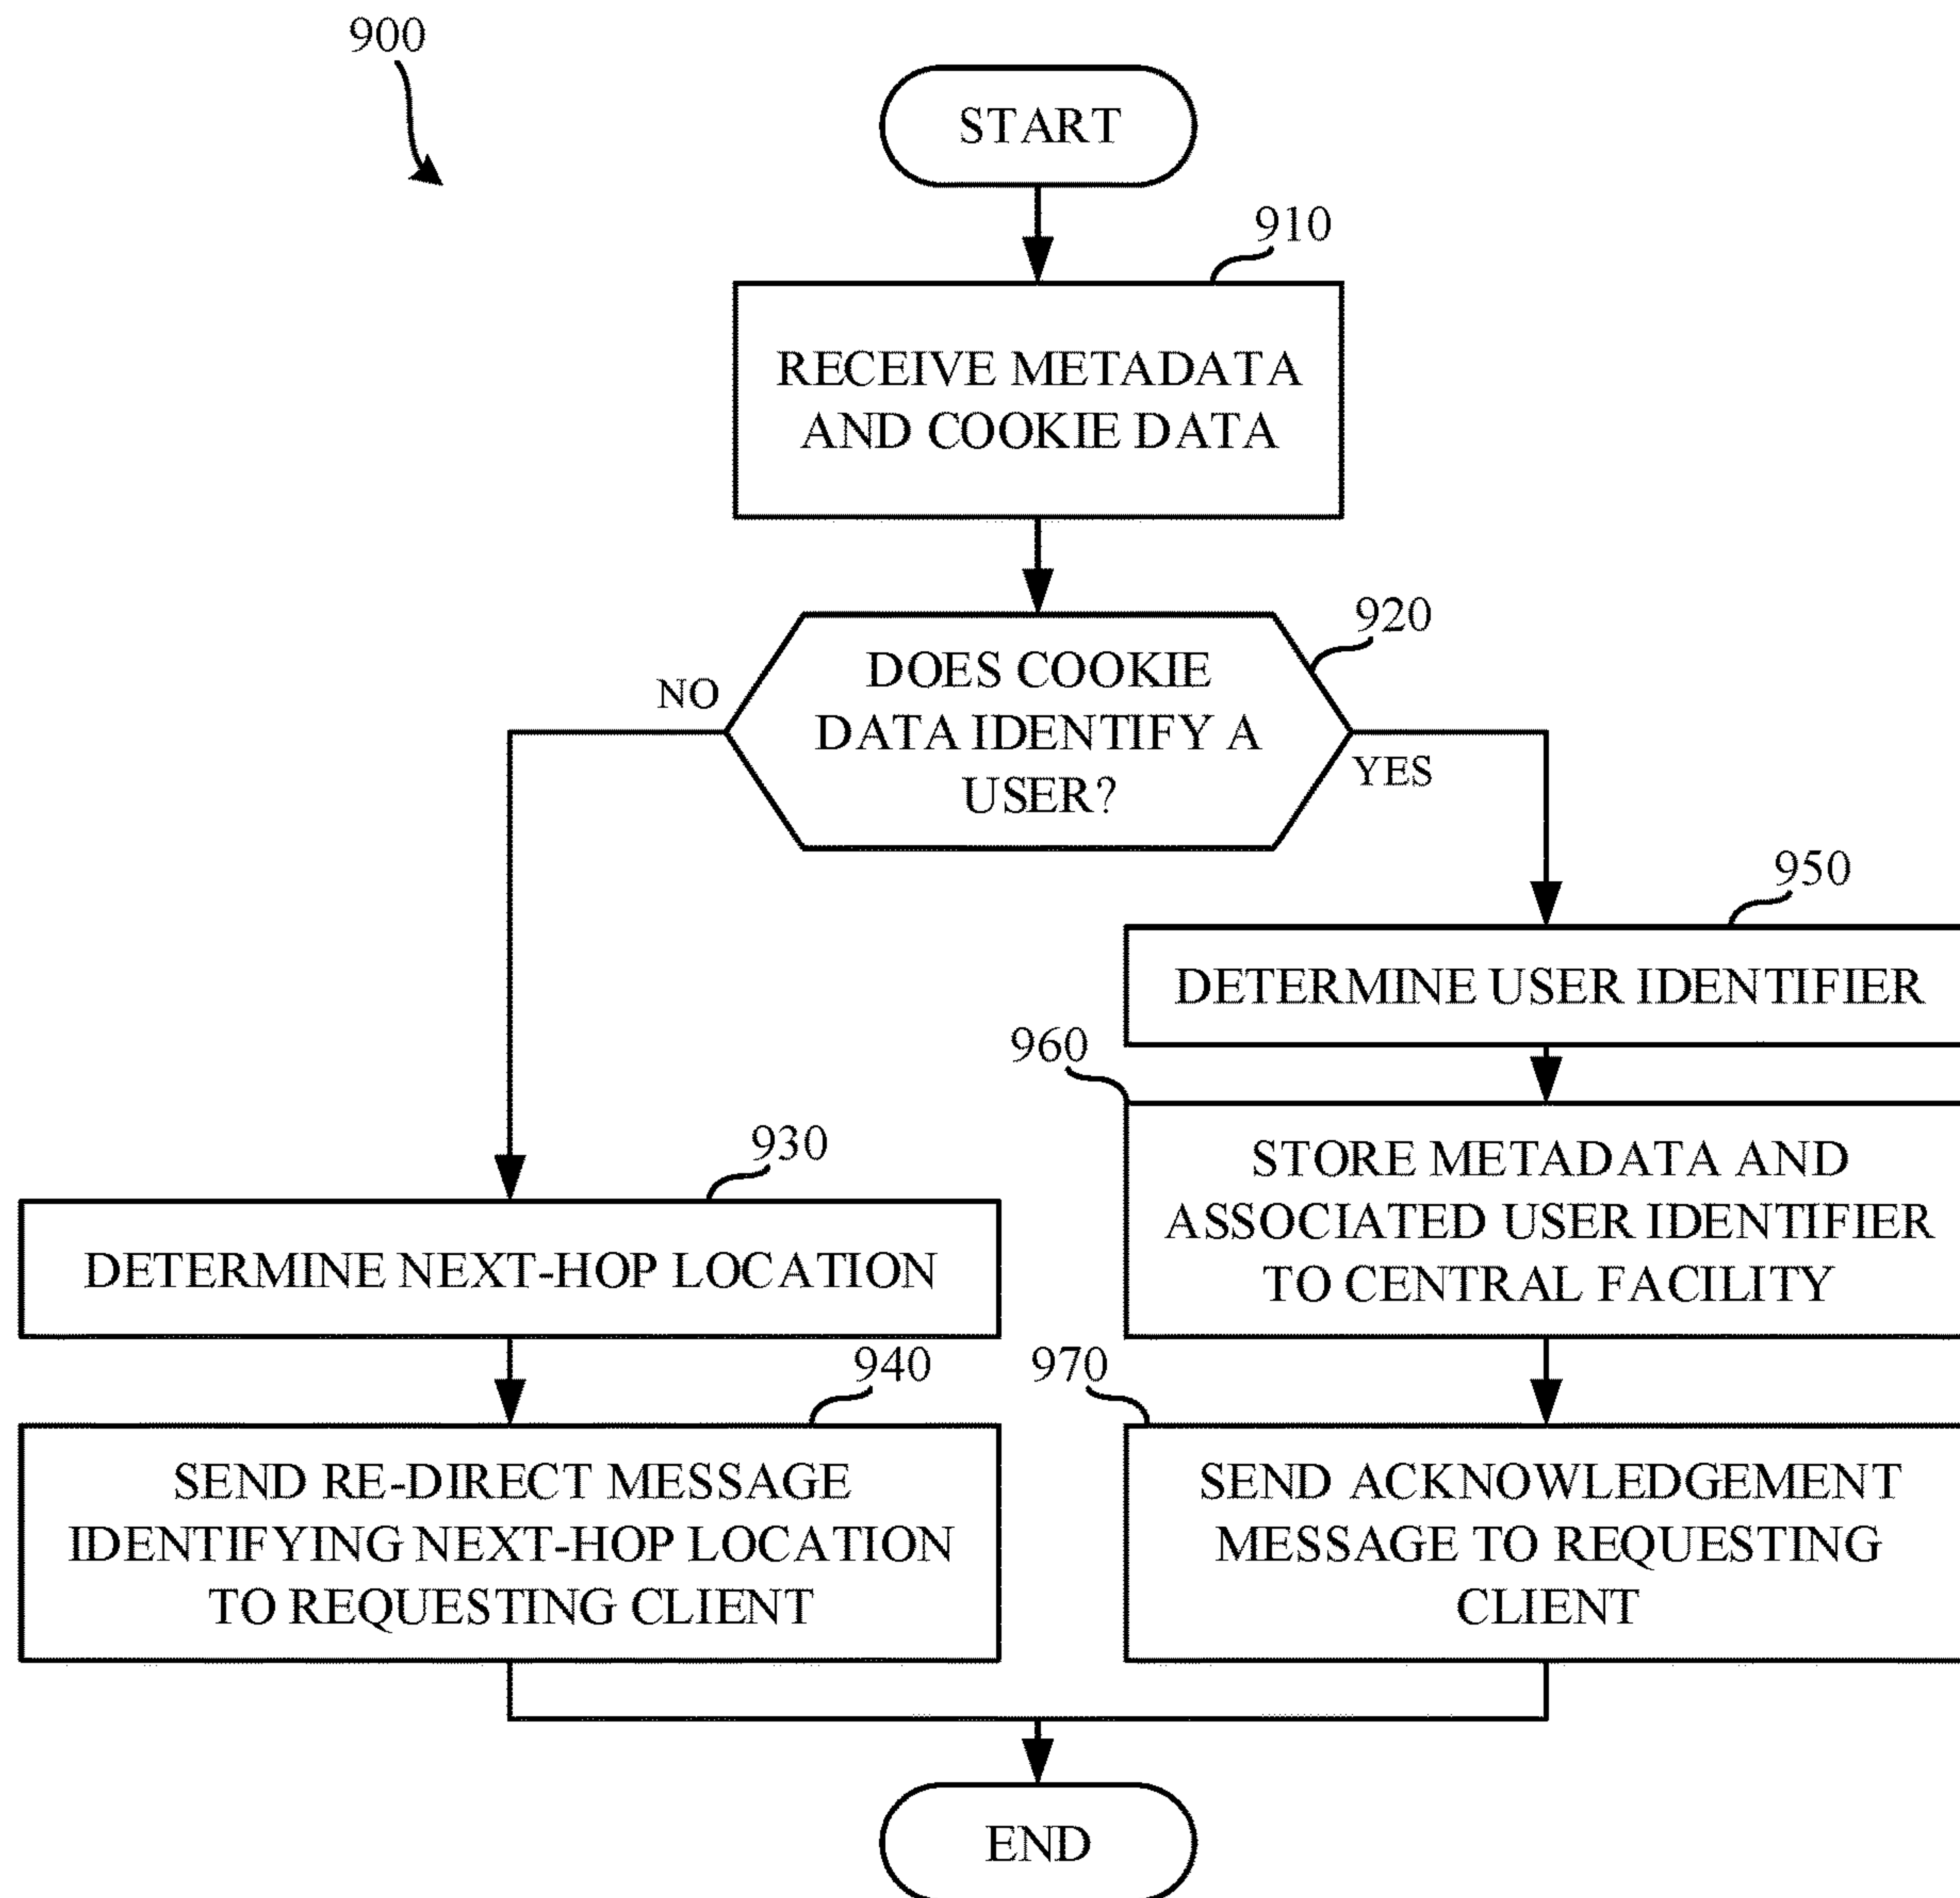 900
START
910
RECEIVE METADATA
AND COOKIE DATA
920
DOES COOKIE
DATA IDENTIFY A
USER?
NO
YES
950
DETERMINE USER IDENTIFIER
960
STORE METADATA AND
ASSOCIATED USER IDENTIFIER
TO CENTRAL FACILITY
930
DETERMINE NEXT-HOP LOCATION
940
SEND RE-DIRECT MESSAGE
IDENTIFYING NEXT-HOP LOCATION
TO REQUESTING CLIENT
970
SEND ACKNOWLEDGEMENT
MESSAGE TO REQUESTING
CLIENT
END